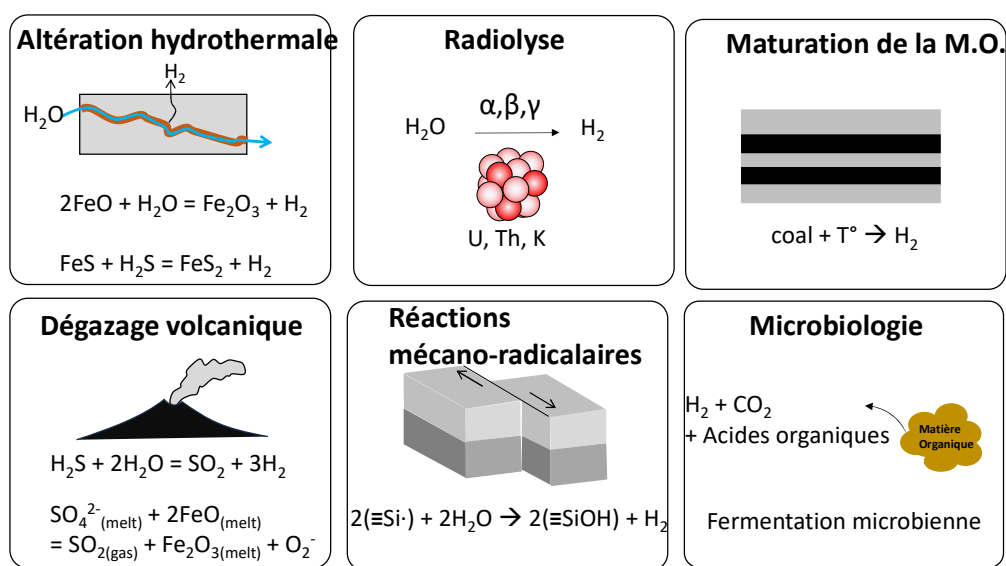 Altération hydrothermale
H₂
H₂O
2FeO + H₂O = Fe₂O₃ + H₂
FeS + H₂S = FeS₂ + H₂
Radiolyse
α,β,γ
H₂O H₂
U, Th, K
Maturation de la M.O.
coal + T° → H₂
Dégazage volcanique
H₂S + 2H₂O = SO₂ + 3H₂
SO₄²⁻(melt) + 2FeO(melt)
= SO₂(gas) + Fe₂O₃(melt) + O₂⁻
Réactions
mécano-radicalaires
2(≡Si·) + 2H₂O → 2(≡SiOH) + H₂
Microbiologie
H₂ + CO₂
+ Acides organiques
Matière
Organique
Fermentation microbienne